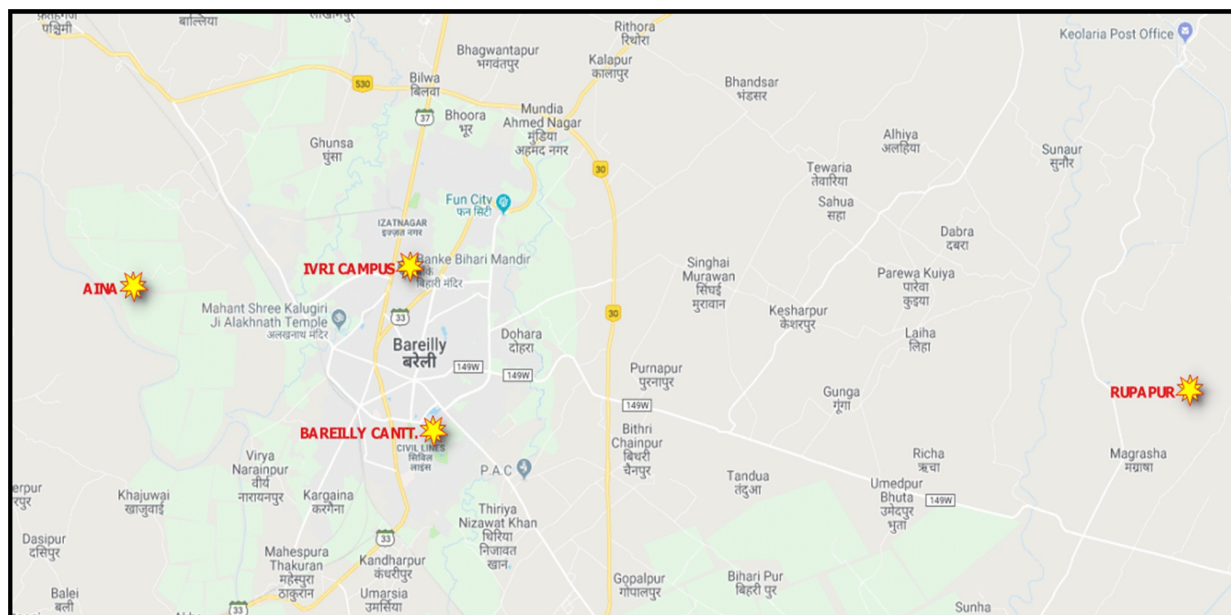 फ़तेहगंज
पश्चिमी
बाल्लिया
Bhagwantapur
भगवंतपुर
Rithora
रिथोरा
Keolaria Post Office
Kalapur
कालापुर
530
Bilwa
बिलवा
Bhandsar
भंडसर
37
Bhoora
भूर
Mundia
Ahmed Nagar
मुंडिया
अहमद नगर
Ghunsa
घुंसा
Alhiya
अलहिया
Sunaur
सुनौर
30
Tewaria
तेवारिया
Fun City
फन सिटी
Sahua
सहा
IZATNAGAR
इज्ज़त नगर
Dabra
दबरा
IVRI CAMPUS
Banke Bihari Mandir
बिहारी मंदिर
Singhai
Murawan
सिंघई
मुरावान
Parewa Kuiya
पारेवा
कुइया
AINA
Mahant Shree Kalugiri
Ji Alakhnath Temple
अलखनाथ मंदिर
33
30
Kesharpur
केशरपुर
Bareilly
बरेली
Dohara
दोहरा
Laiha
लिहा
149W
149W
Purnapur
पुरनापुर
Gunga
गूंगा
RUPAPUR
149W
BAREILLY CANTT.
CIVIL LINES
सिविल
लाइंस
Bithri
Chainpur
बिथरी
चैनपुर
Virya
Narainpur
वीर्य
नारायनपुर
P.A.C
Richa
ऋचा
Magrasha
मग्राषा
Tandua
तंदुआ
Umedpur
Bhuta
उमेदपुर
भुता
149W
Khajuwai
खाजुवाई
Kargaina
करगैना
Thiriya
Nizawat Khan
थिरिया
निजावत
खान
Dasipur
दसिपुर
33
Mahespura
Thakuran
महेस्पुरा
ठाकुरान
Kandharpur
कंधरीपुर
Balei
बली
Umarsia
उमर्सिया
Gopalpur
गोपालपुर
Bihari Pur
बिहरी पुर
33
Sunha